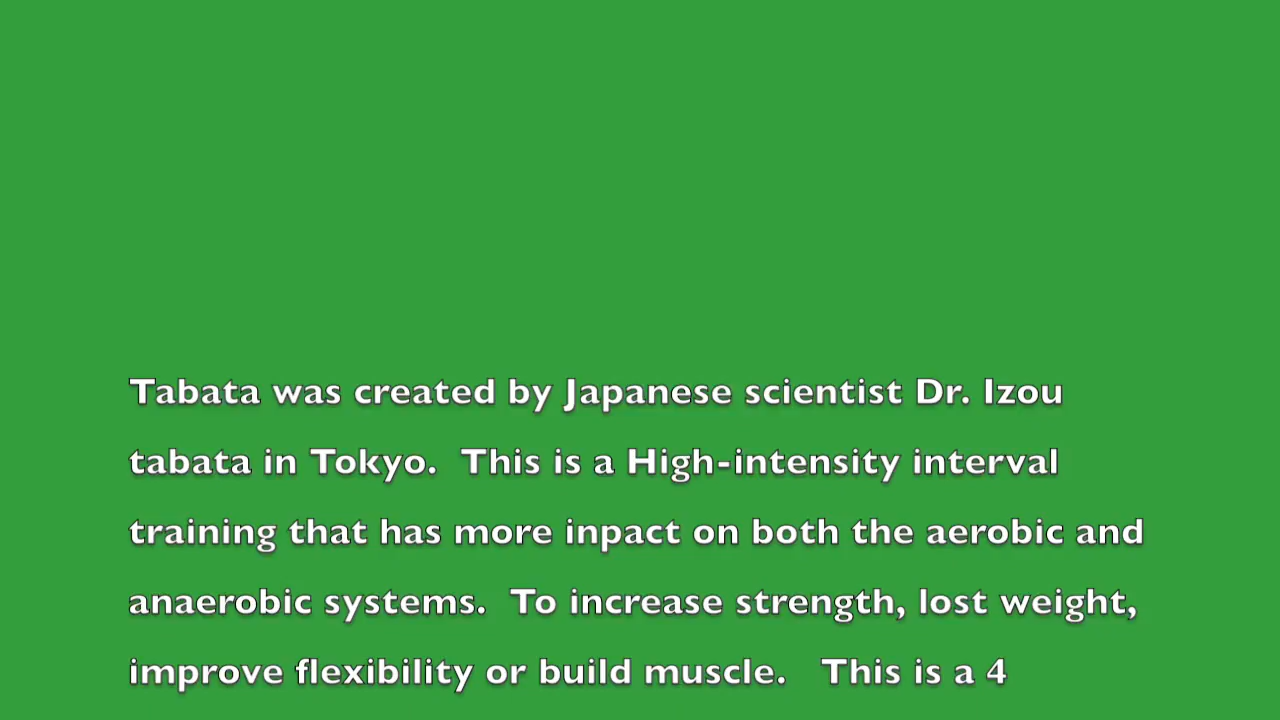 Tabata was created by Japanese scientist Dr. Izou
tabata in Tokyo.  This is a High-intensity interval
training that has more inpact on both the aerobic and
anaerobic systems.  To increase strength, lost weight,
improve flexibility or build muscle.   This is a 4